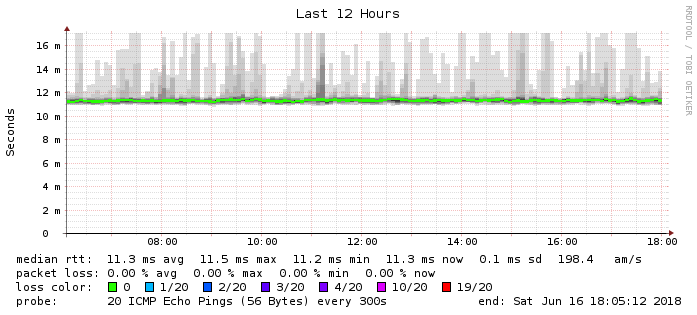 Last 12 Hours
RRDTOOL / TOBI OETIKER
Seconds
16 m
14 m
12 m
10 m
8 m
6 m
4 m
2 m
0
08:00 10:00 12:00 14:00 16:00 18:00
median rtt: 11.3 ms avg 11.5 ms max 11.2 ms min 11.3 ms now 0.1 ms sd 198.4 am/s
packet loss: 0.00 % avg 0.00 % max 0.00 % min 0.00 % now
loss color: 0 1/20 2/20 3/20 4/20 10/20 19/20
probe: 20 ICMP Echo Pings (56 Bytes) every 300s end: Sat Jun 16 18:05:12 2018